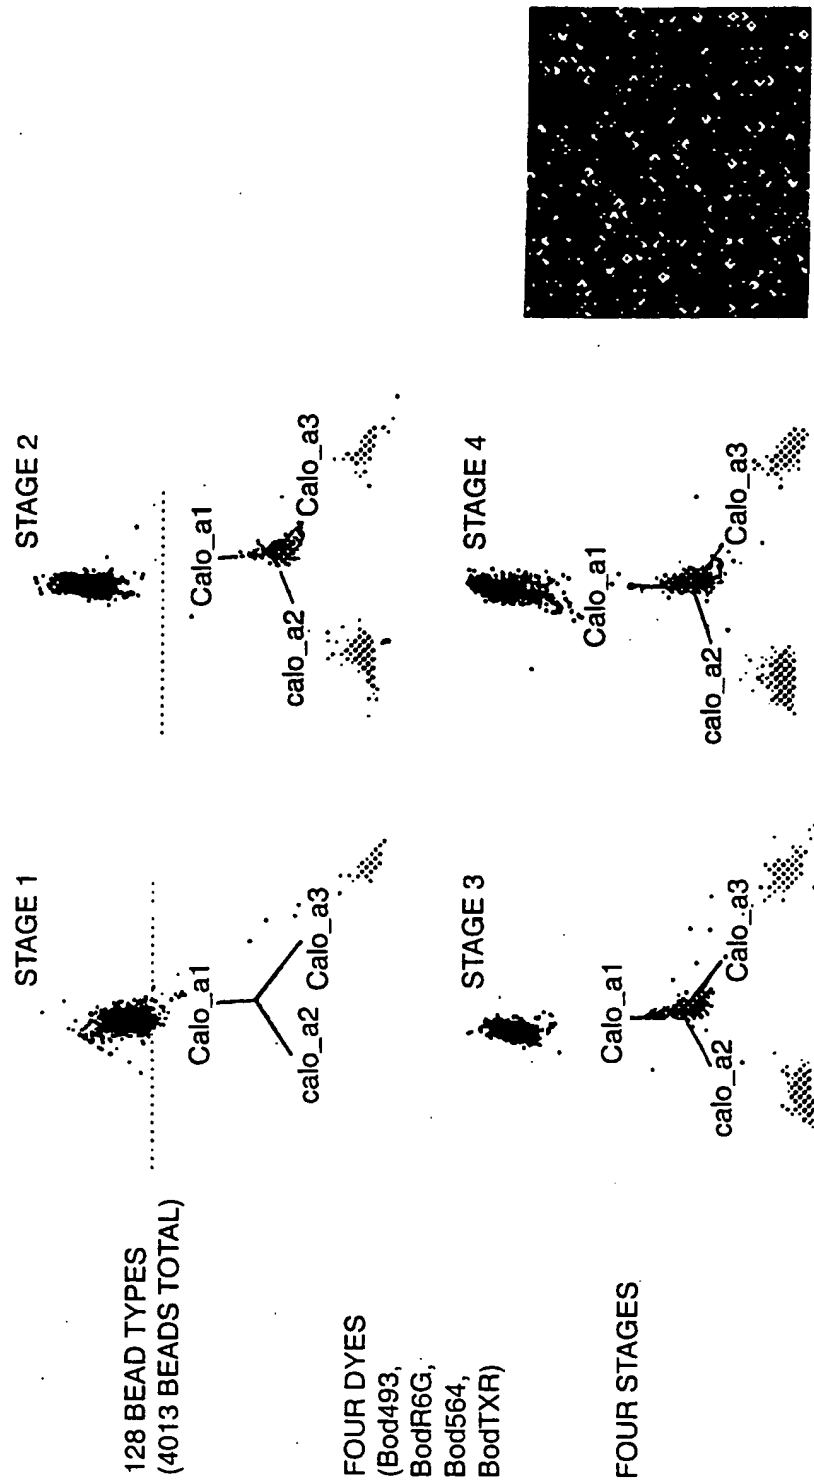 128 BEAD TYPES
(4013 BEADS TOTAL)
FOUR DYES
(Bod493,
BodR6G,
Bod564,
BodTXR)
FOUR STAGES
STAGE 1
Calo_a1
calo_a2
Calo_a3
STAGE 2
Calo_a1
calo_a2
Calo_a3
STAGE 3
Calo_a1
calo_a2
Calo_a3
STAGE 4
Calo_a1
calo_a2
Calo_a3